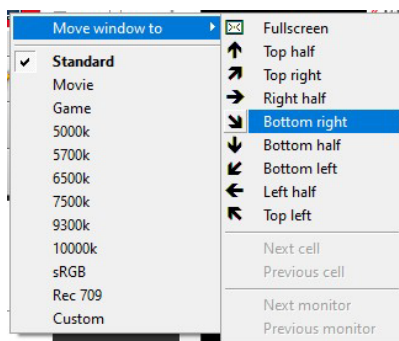 Move window to
Standard
Movie
Game
5000k
5700k
6500k
7500k
9300k
10000k
sRGB
Rec 709
Custom
Fullscreen
Top half
Top right
Right half
Bottom right
Bottom half
Bottom left
Left half
Top left
Next cell
Previous cell
Next monitor
Previous monitor